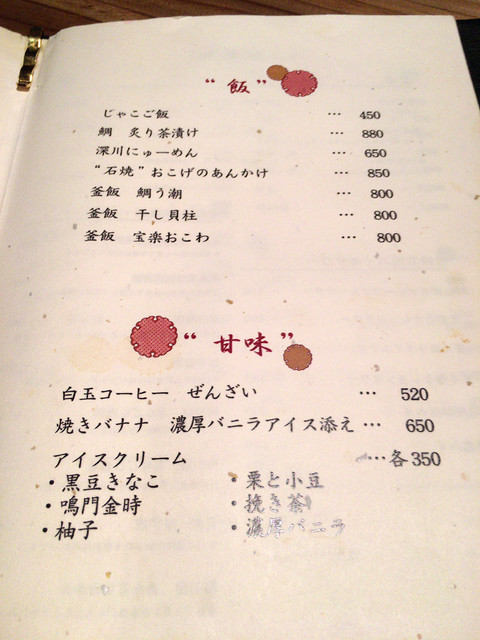 “飯”
じゃこご飯 … 450
鯛 炙り茶漬け … 880
深川にゅーめん … 650
“石焼”おこげのあんかけ … 850
釜飯 鯛う潮 … 800
釜飯 干し貝柱 … 800
釜飯 宝楽おこわ … 800
“甘味”
白玉コーヒー ぜんざい … 520
焼きバナナ 濃厚バニラアイス添え … 650
アイスクリーム …各350
・黒豆きなこ ・栗と小豆
・鳴門金時 ・挽き茶
・柚子 ・濃厚バニラ